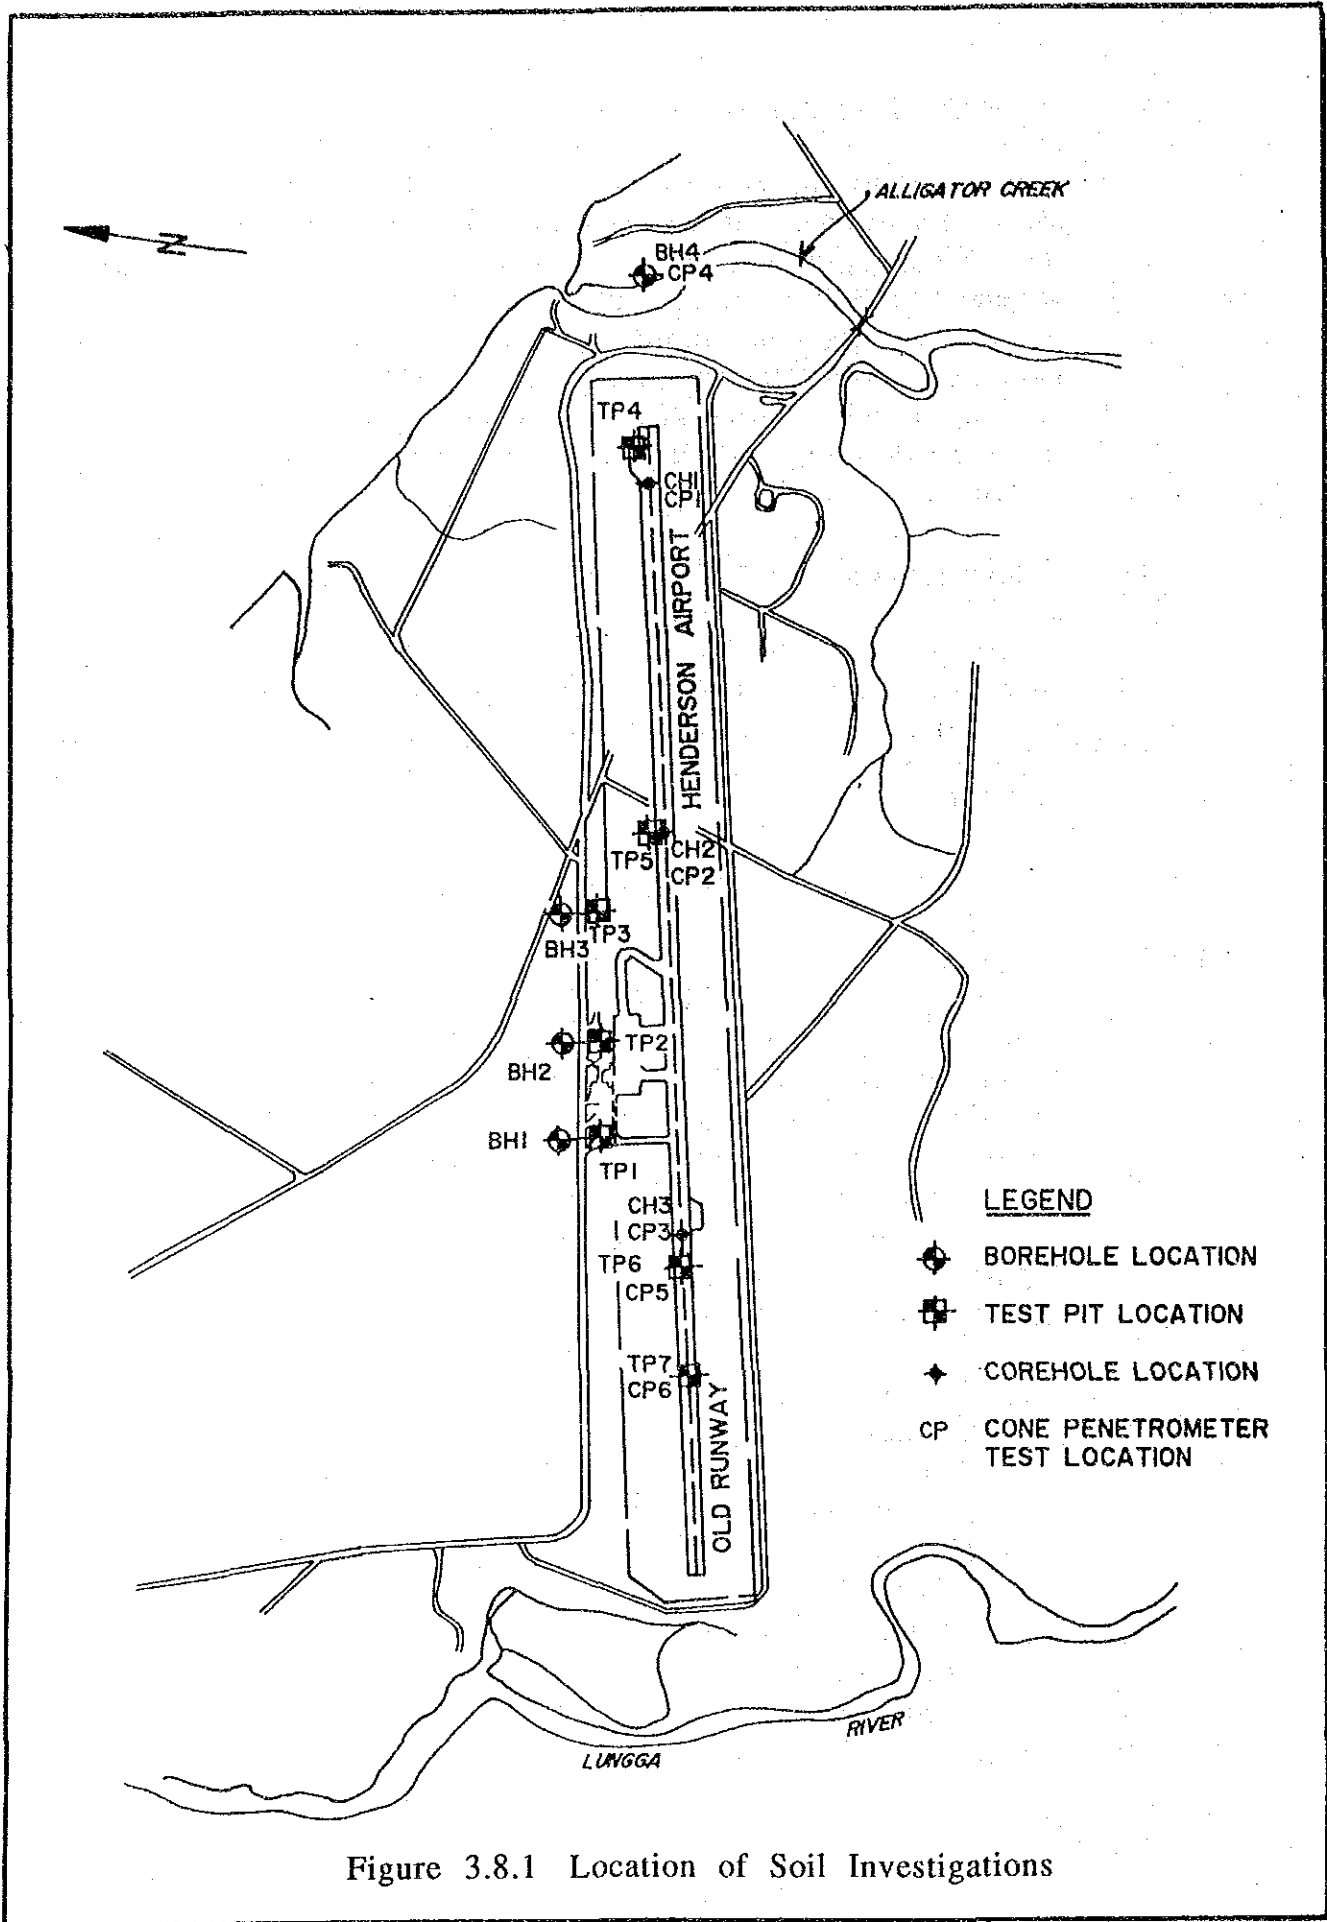 ALLIGATOR CREEK
N
BH4
CP4
TP4
CH1
CP1
HENDERSON AIRPORT
TP5
CH2
CP2
TP3
BH3
TP2
BH2
BH1
TP1
CH3
CP3
TP6
CP5
TP7
CP6
OLD RUNWAY
LEGEND
BOREHOLE LOCATION
TEST PIT LOCATION
COREHOLE LOCATION
CP CONE PENETROMETER
TEST LOCATION
RIVER
LUNGGA
Figure 3.8.1 Location of Soil Investigations